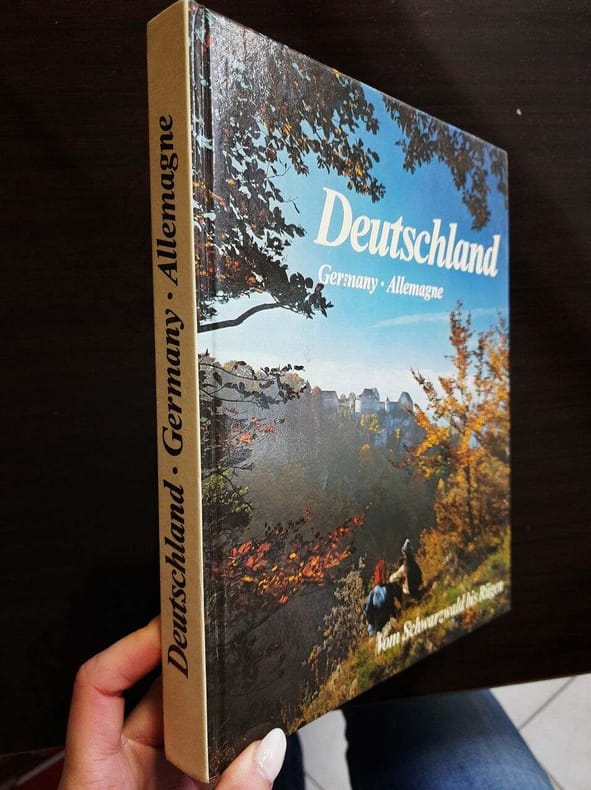 Deutschland · Germany · Allemagne
Deutschland
Germany · Allemagne
Vom Schwarzwald bis Rügen